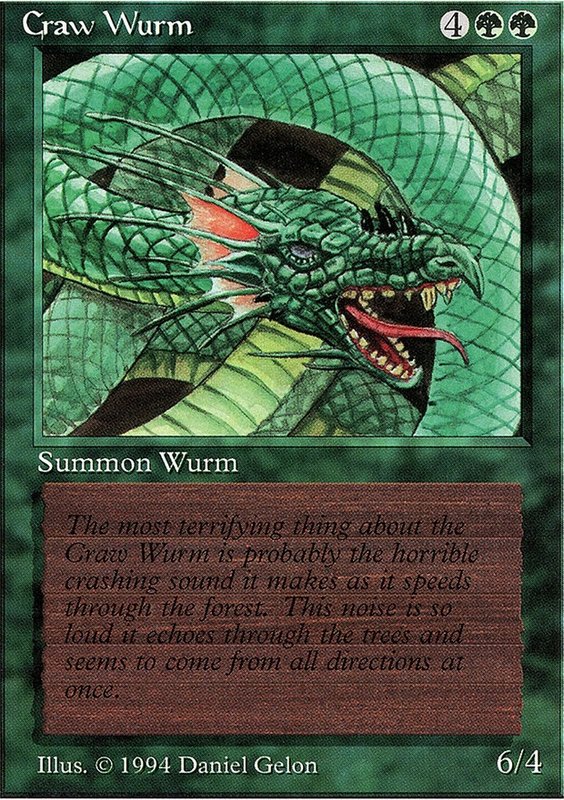 Craw Wurm 4
Summon Wurm
The most terrifying thing about the
Craw Wurm is probably the horrible
crashing sound it makes as it speeds
through the forest. This noise is so
loud it echoes through the trees and
seems to come from all directions at
once.
Illus. © 1994 Daniel Gelon 6/4